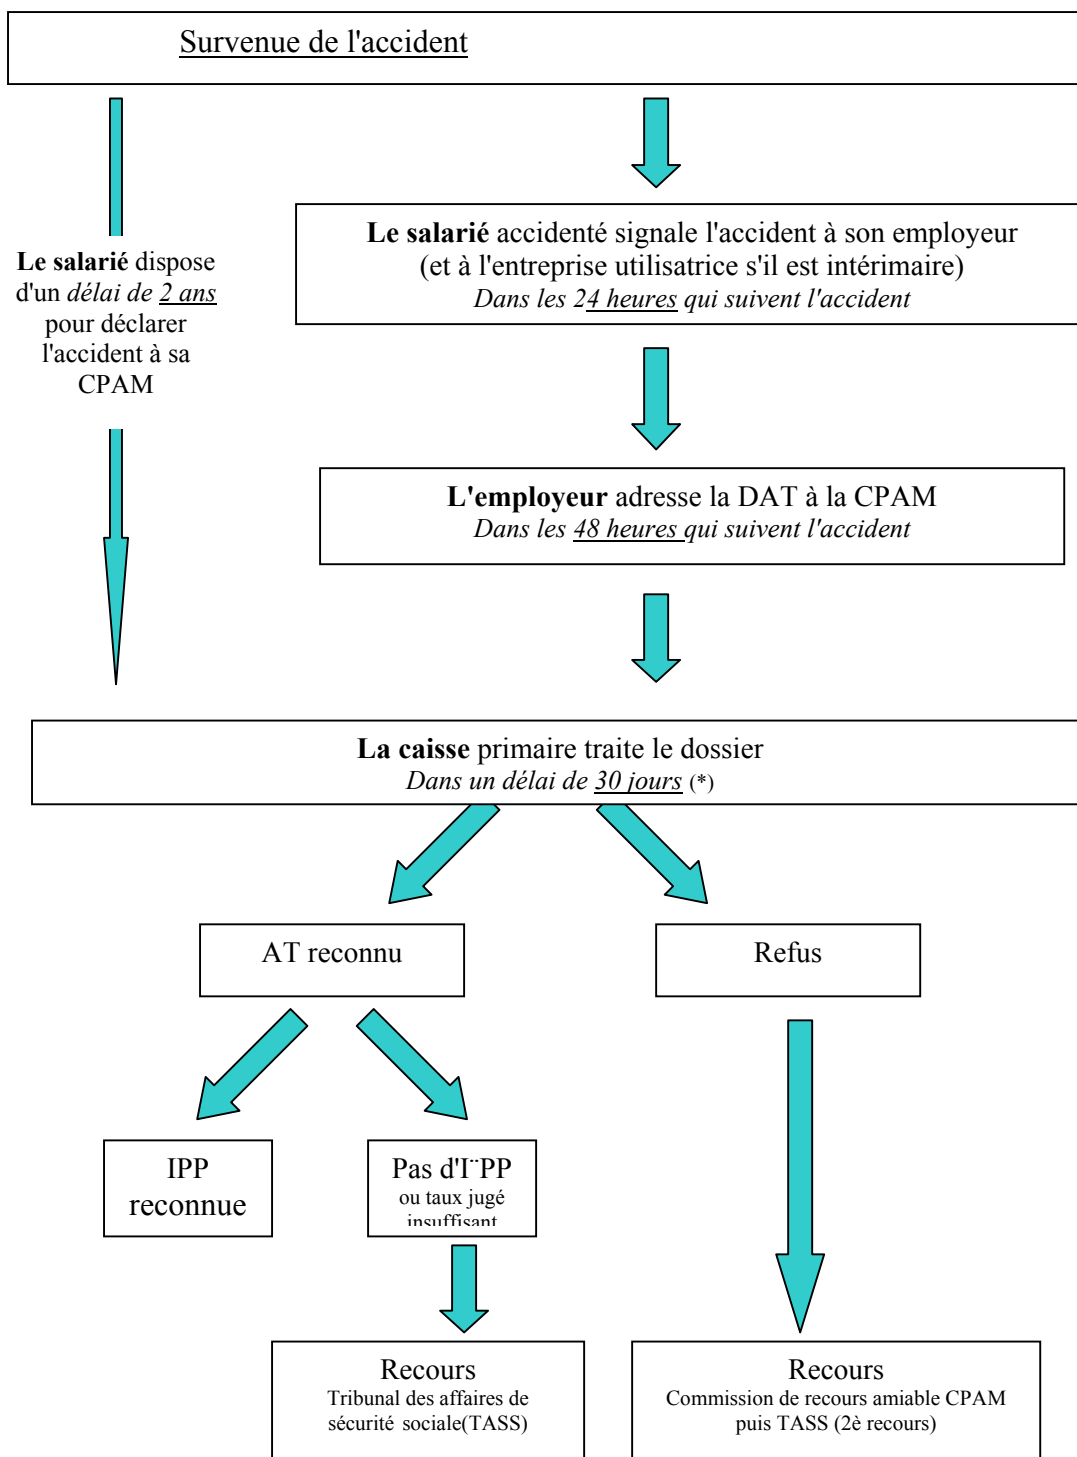 Survenue de l'accident
Le salarié accidenté signale l'accident à son employeur
(et à l'entreprise utilisatrice s'il est intérimaire)
Dans les 24 heures qui suivent l'accident
Le salarié dispose
d'un délai de 2 ans
pour déclarer
l'accident à sa
CPAM
L'employeur adresse la DAT à la CPAM
Dans les 48 heures qui suivent l'accident
La caisse primaire traite le dossier
Dans un délai de 30 jours (*)
AT reconnu
Refus
IPP
reconnue
Pas d'I¨PP
ou taux jugé
insuffisant
Recours
Tribunal des affaires de
sécurité sociale(TASS)
Recours
Commission de recours amiable CPAM
puis TASS (2è recours)